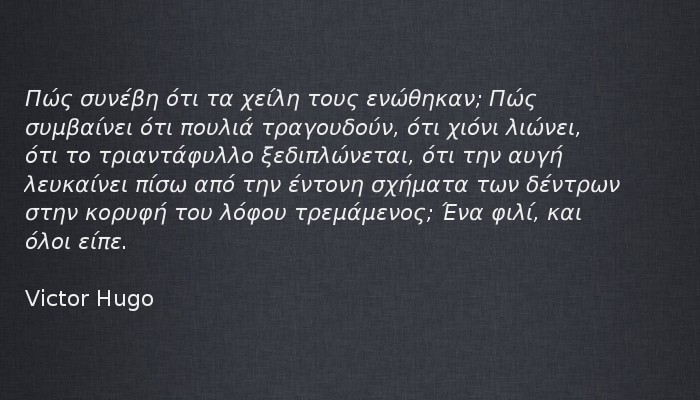 Πώς συνέβη ότι τα χείλη τους ενώθηκαν; Πώς
συμβαίνει ότι πουλιά τραγουδούν, ότι χιόνι λιώνει,
ότι το τριαντάφυλλο ξεδιπλώνεται, ότι την αυγή
λευκαίνει πίσω από την έντονη σχήματα των δέντρων
στην κορυφή του λόφου τρεμάμενος; Ένα φιλί, και
όλοι είπε.
Victor Hugo